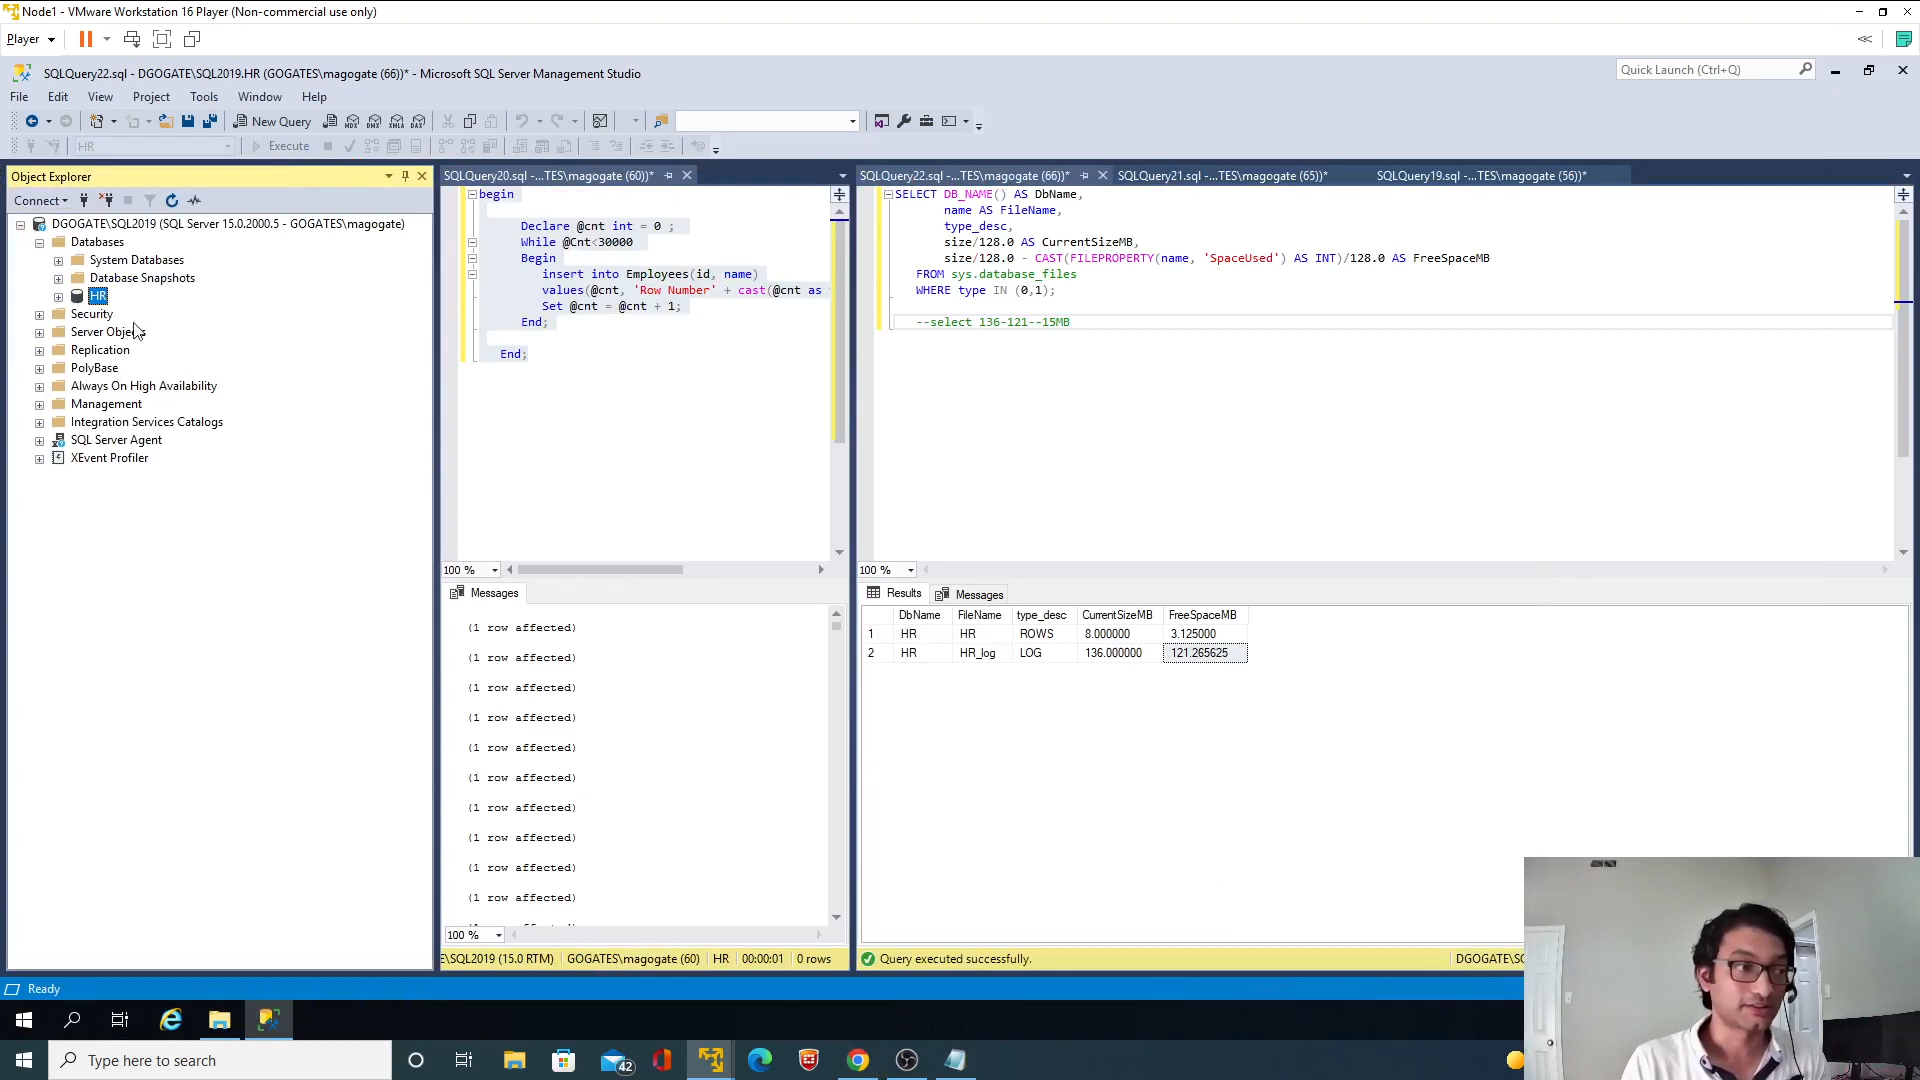 Node1 - VMware Workstation 16 Player (Non-commercial use only)
Player
SQLQuery22.sql - DGOGATE\SQL2019.HR (GOGATES\magogate (66))* - Microsoft SQL Server Management Studio
Quick Launch (Ctrl+Q)
File Edit View Project Tools Window Help
New Query
HR
Execute
Object Explorer
Connect
DGOGATE\SQL2019 (SQL Server 15.0.2000.5 - GOGATES\magogate)
Databases
System Databases
Database Snapshots
HR
Security
Server Objects
Replication
PolyBase
Always On High Availability
Management
Integration Services Catalogs
SQL Server Agent
XEvent Profiler
SQLQuery20.sql -...TES\magogate (60))*
begin
Declare @cnt int = 0 ;
While @Cnt<30000
Begin
insert into Employees(id, name)
values(@cnt, 'Row Number' + cast(@cnt as
Set @cnt = @cnt + 1;
End;
End;
100 %
Messages
(1 row affected)
(1 row affected)
(1 row affected)
(1 row affected)
(1 row affected)
(1 row affected)
(1 row affected)
(1 row affected)
(1 row affected)
(1 row affected)
100 %
E\SQL2019 (15.0 RTM) GOGATES\magogate (60) HR 00:00:01 0 rows
SQLQuery22.sql -...TES\magogate (66))* SQLQuery21.sql -...TES\magogate (65))* SQLQuery19.sql -...TES\magogate (56))*
SELECT DB_NAME() AS DbName,
name AS FileName,
type_desc,
size/128.0 AS CurrentSizeMB,
size/128.0 - CAST(FILEPROPERTY(name, 'SpaceUsed') AS INT)/128.0 AS FreeSpaceMB
FROM sys.database_files
WHERE type IN (0,1);
--select 136-121--15MB
100 %
Results Messages
DbName FileName type_desc CurrentSizeMB FreeSpaceMB
1 HR HR ROWS 8.000000 3.125000
2 HR HR_log LOG 136.000000 121.265625
Query executed successfully.
DGOGATE\SQ
Ready
Type here to search
42